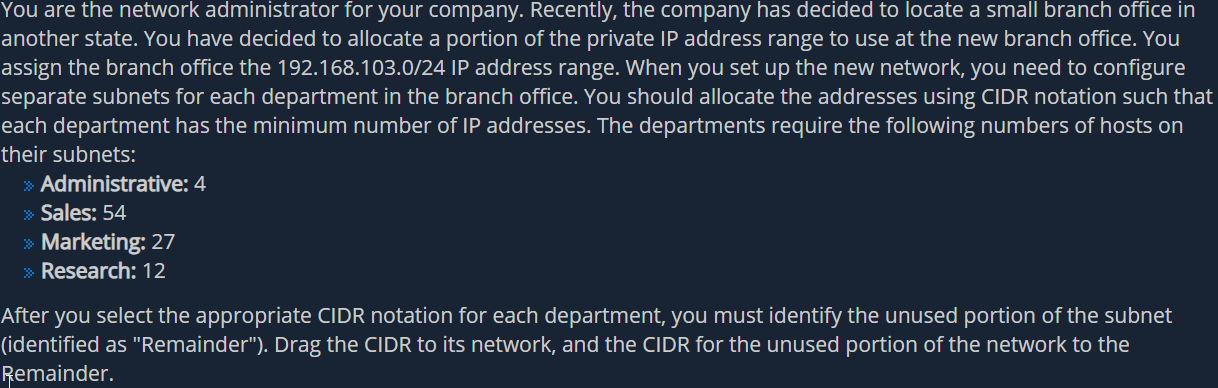 You are the network administrator for your company. Recently, the company has decided to locate a small branch office in
another state. You have decided to allocate a portion of the private IP address range to use at the new branch office. You
assign the branch office the 192.168.103.0/24 IP address range. When you set up the new network, you need to configure
separate subnets for each department in the branch office. You should allocate the addresses using CIDR notation such that
each department has the minimum number of IP addresses. The departments require the following numbers of hosts on
their subnets:
» Administrative: 4
» Sales: 54
» Marketing: 27
» Research: 12
After you select the appropriate CIDR notation for each department, you must identify the unused portion of the subnet
(identified as "Remainder"). Drag the CIDR to its network, and the CIDR for the unused portion of the network to the
Remainder.